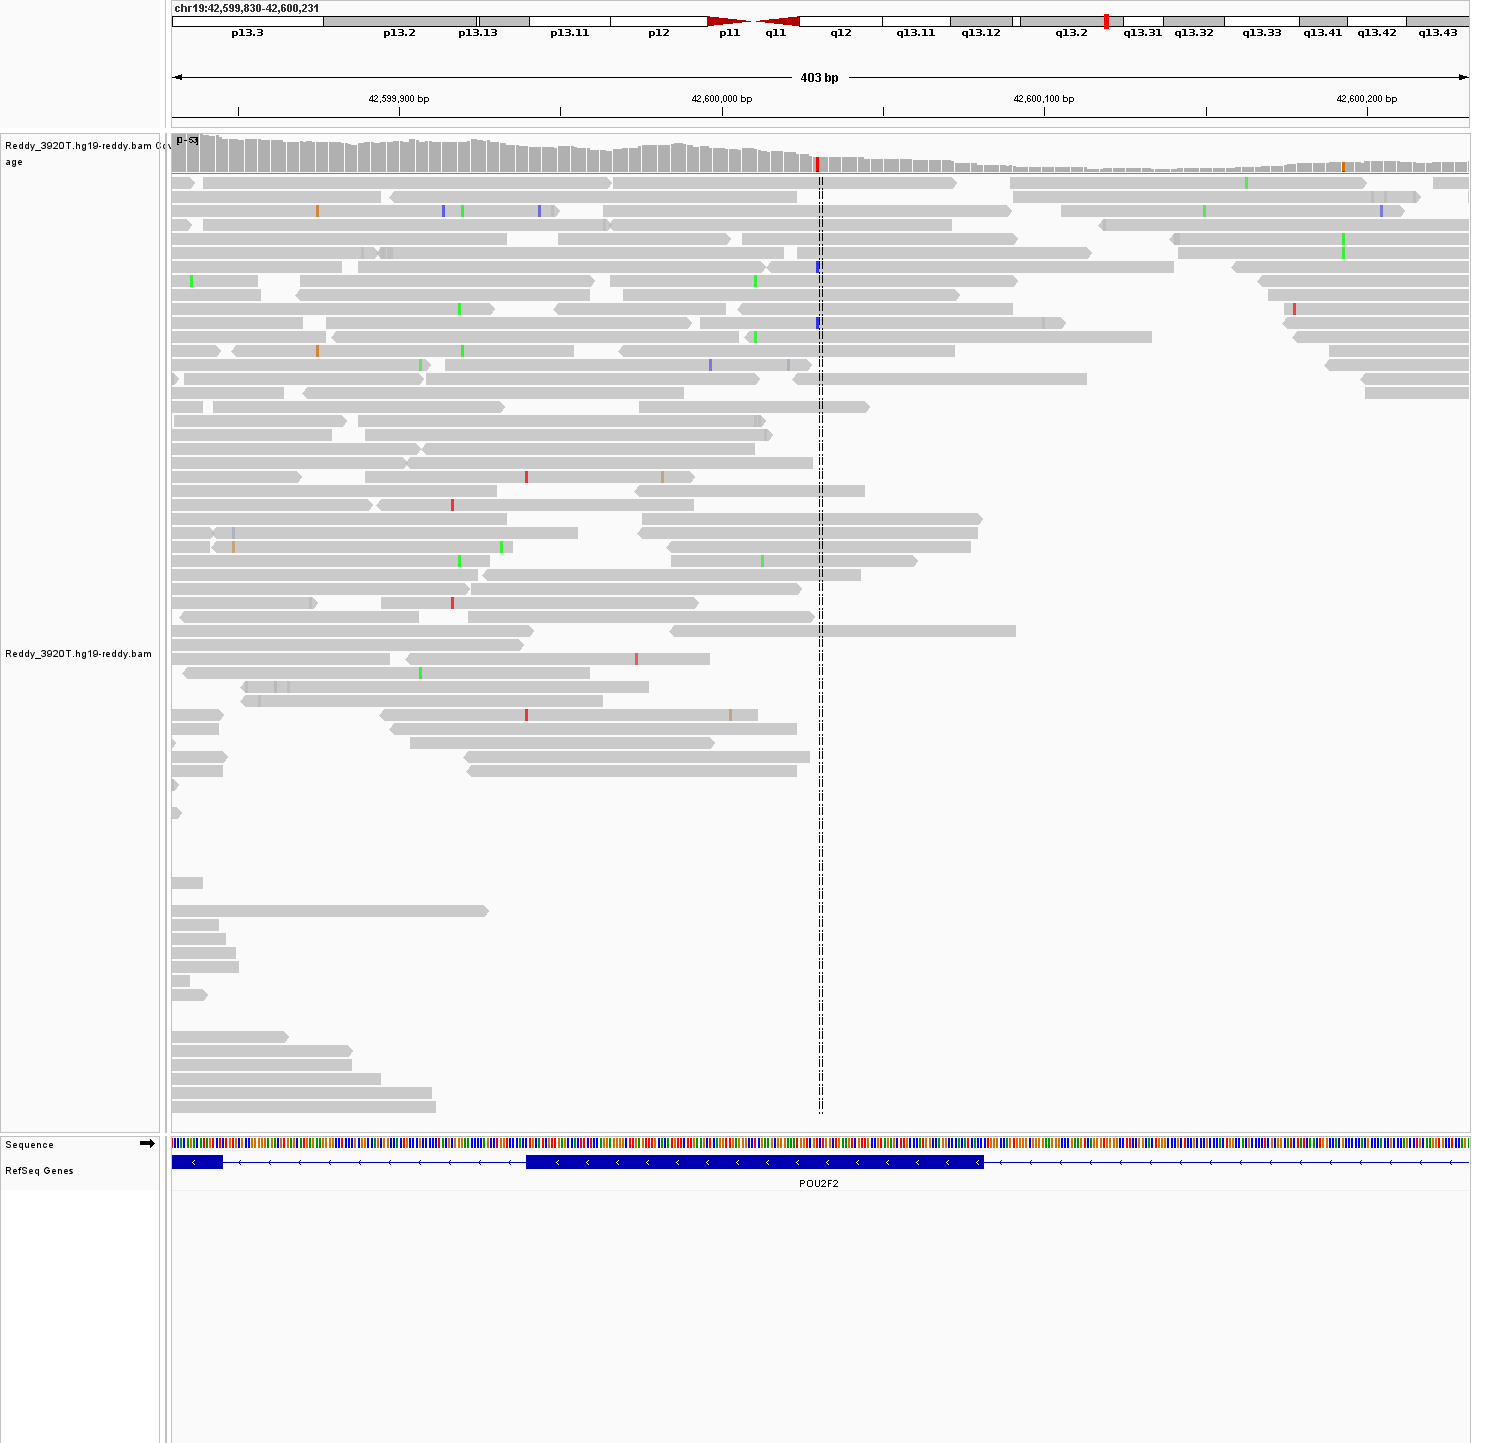 chr19:42,599,830-42,600,231
p13.3 p13.2 p13.13 p13.11 p12 p11 q11 q12 q13.11 q13.12 q13.2 q13.31 q13.32 q13.33 q13.41 q13.42 q13.43
403 bp
42,599,900 bp 42,600,000 bp 42,600,100 bp 42,600,200 bp
Reddy_3920T.hg19-reddy.bam Cov
age
Reddy_3920T.hg19-reddy.bam
Sequence
RefSeq Genes
POU2F2